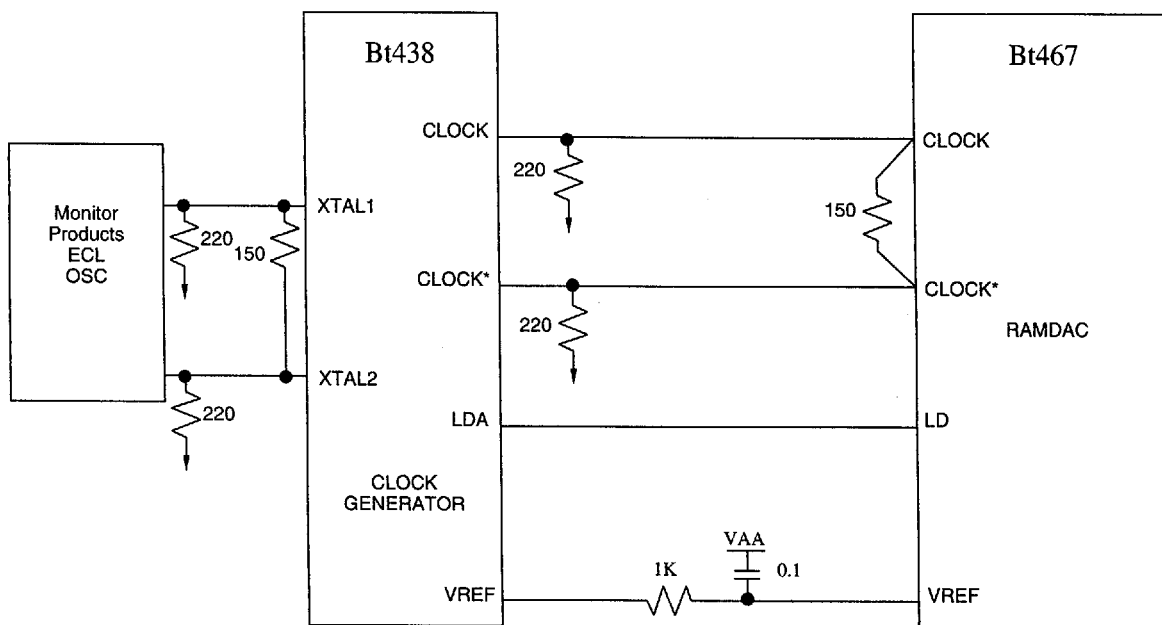 Bt438
Bt467
CLOCK
CLOCK
220
150
XTAL1
Monitor
Products
ECL
OSC
220
150
CLOCK*
CLOCK*
220
RAMDAC
XTAL2
220
LDA
LD
CLOCK
GENERATOR
VAA
1K
0.1
VREF
VREF